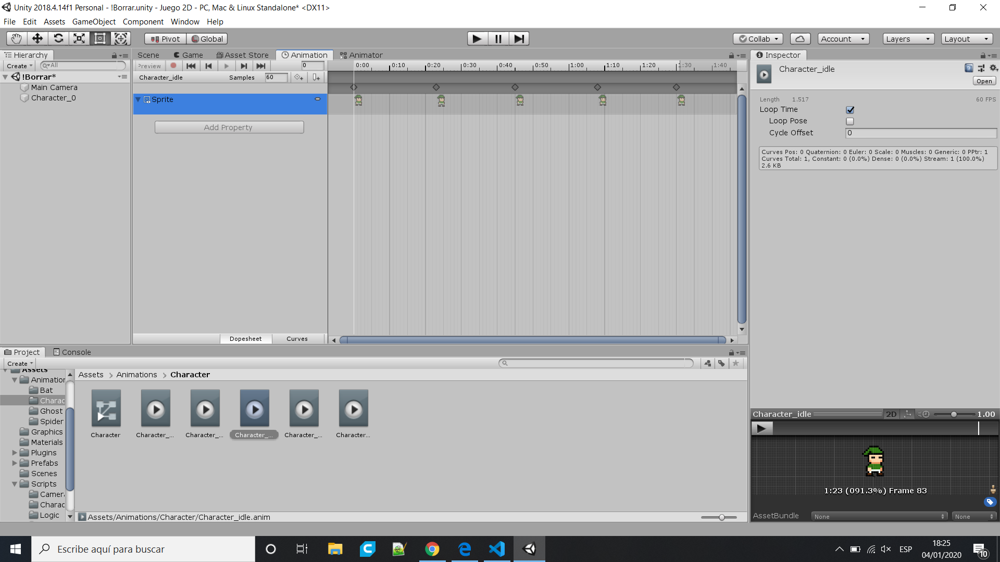 Unity 2018.4.14f1 Personal - !Borrar.unity - Juego 2D - PC, Mac & Linux Standalone* <DX11>
File Edit Assets GameObject Component Window Help
Pivot Global Collab Account Layers Layout
Hierarchy
Create All
!Borrar*
Main Camera
Character_0
Scene Game Asset Store Animation Animator
Preview 0
Character_idle Samples 60
0:00 0:10 0:20 0:30 0:40 0:50 1:00 1:10 1:20 1:30 1:40
Sprite
Add Property
Dopesheet Curves
Inspector
Character_idle
Open
Length 1.517 60 FPS
Loop Time
Loop Pose
Cycle Offset 0
Curves Pos: 0 Quaternion: 0 Euler: 0 Scale: 0 Muscles: 0 Generic: 0 PPtr: 1
Curves Total: 1, Constant: 0 (0.0%) Dense: 0 (0.0%) Stream: 1 (100.0%)
2.6 KB
Project Console
Create
Assets
Animation
Bat
Charac
Ghost
Spider
Graphics
Materials
Plugins
Prefabs
Scenes
Scripts
Camera
Charac
Logic
Assets Animations Character
Character Character_... Character_... Character_... Character_... Character...
Assets/Animations/Character/Character_idle.anim
Character_idle 2D 1.00
1:23 (091.3%) Frame 83
AssetBundle None None
Escribe aquí para buscar
ESP
18:25
04/01/2020
10